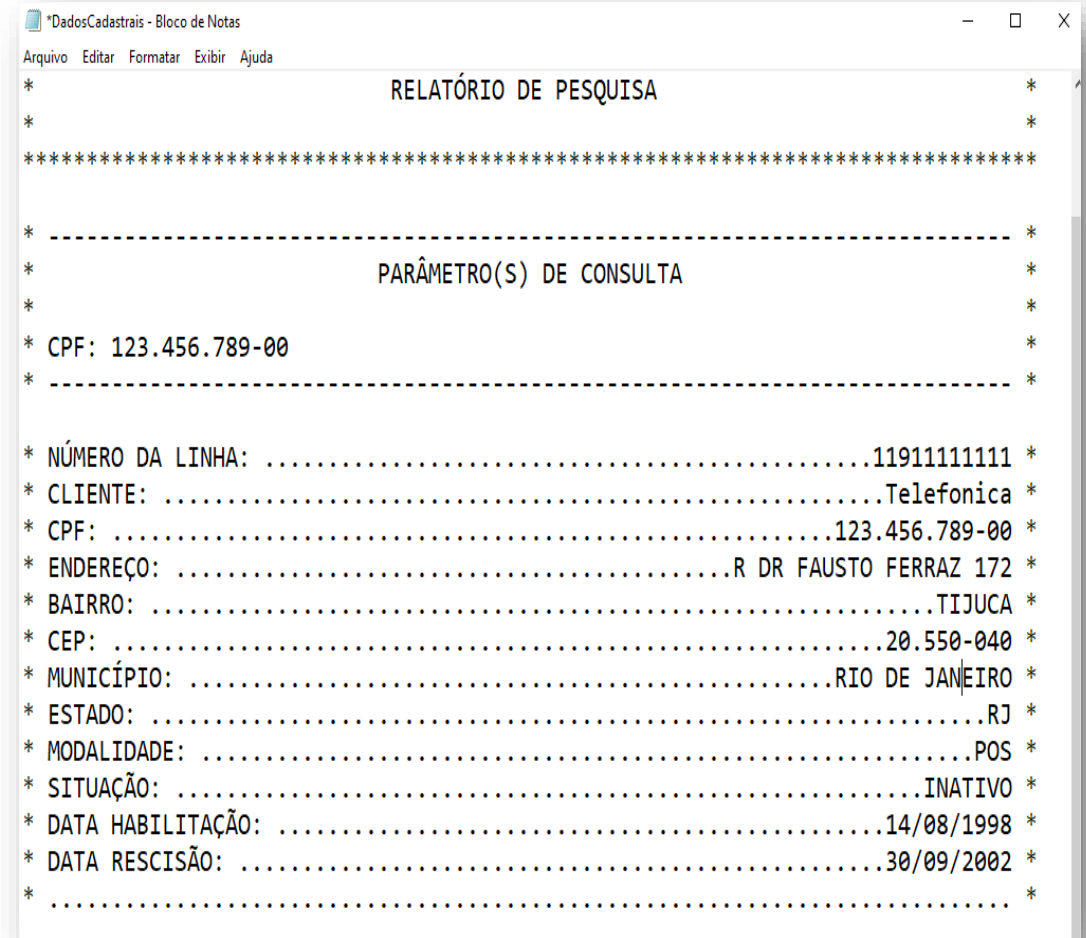 *DadosCadastrais - Bloco de Notas
Arquivo Editar Formatar Exibir Ajuda
* RELATÓRIO DE PESQUISA *
* *
********************************************************************************
* ---------------------------------------------------------------------------- *
* PARÂMETRO(S) DE CONSULTA *
* *
* CPF: 123.456.789-00 *
* ---------------------------------------------------------------------------- *
* NÚMERO DA LINHA: ................................................11911111111 *
* CLIENTE: .........................................................Telefonica *
* CPF: .........................................................123.456.789-00 *
* ENDEREÇO: ............................................R DR FAUSTO FERRAZ 172 *
* BAIRRO: ..............................................................TIJUCA *
* CEP: .............................................................20.550-040 *
* MUNICÍPIO: ...................................................RIO DE JANEIRO *
* ESTADO: ..................................................................RJ *
* MODALIDADE: .............................................................POS *
* SITUAÇÃO: ...........................................................INATIVO *
* DATA HABILITAÇÃO: ................................................14/08/1998 *
* DATA RESCISÃO: ...................................................30/09/2002 *
* ............................................................................ *